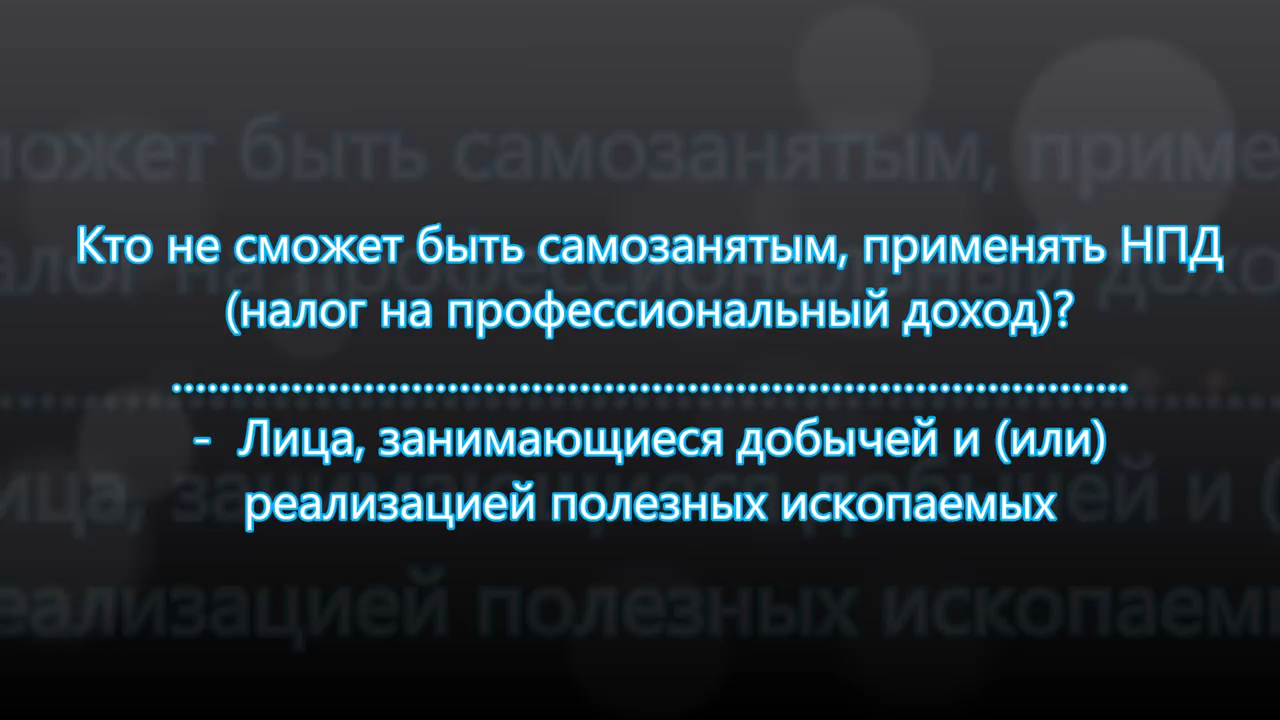 Кто не сможет быть самозанятым, применять НПД
(налог на профессиональный доход)?
................................................................................
- Лица, занимающиеся добычей и (или)
реализацией полезных ископаемых